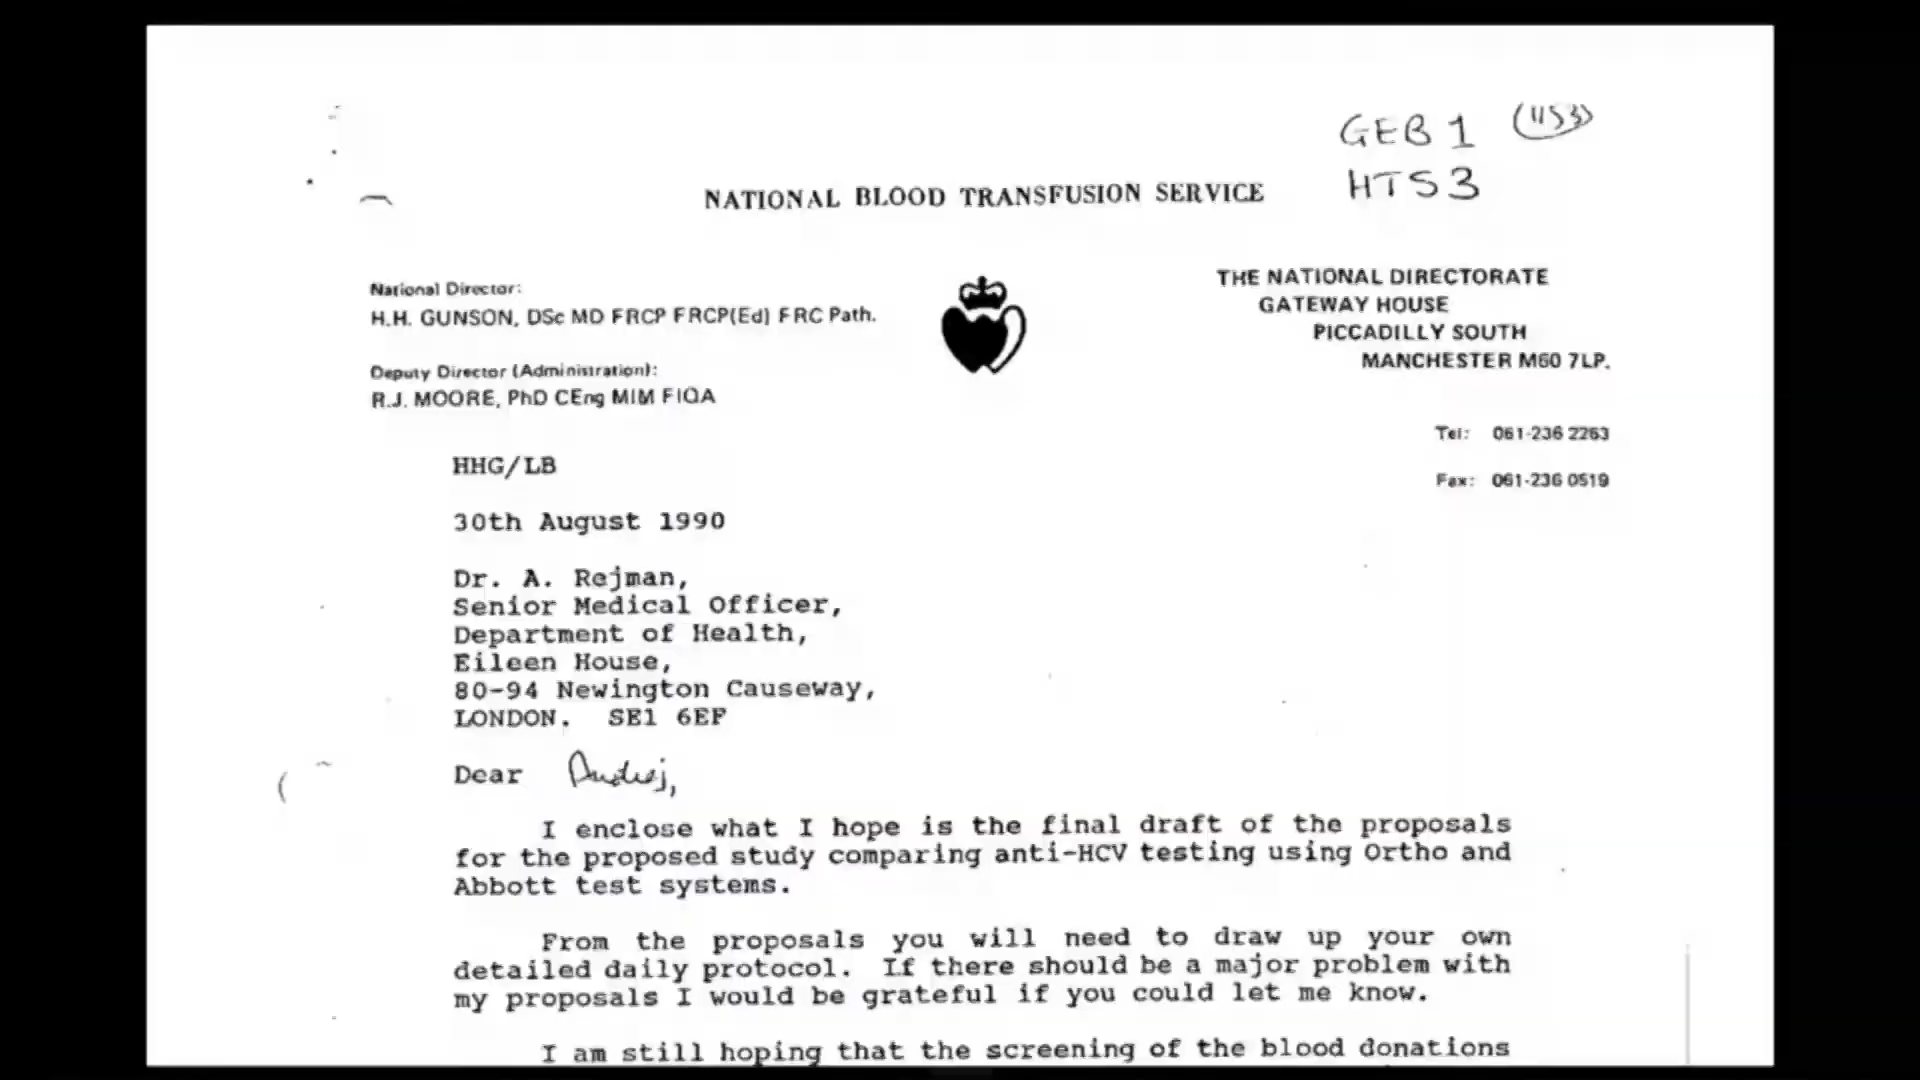 GEB 1
HTS3
NATIONAL BLOOD TRANSFUSION SERVICE
National Director:
H.H. GUNSON, DSc MD FRCP FRCP(Ed) FRC Path.
Deputy Director (Administration):
R.J. MOORE, PhD CEng MIM FIQA
THE NATIONAL DIRECTORATE
GATEWAY HOUSE
PICCADILLY SOUTH
MANCHESTER M60 7LP.
Tel: 061-236 2263
Fax: 061-236 0519
HHG/LB
30th August 1990
Dr. A. Rejman,
Senior Medical Officer,
Department of Health,
Eileen House,
80-94 Newington Causeway,
LONDON. SE1 6EF
Dear Andrej,
I enclose what I hope is the final draft of the proposals
for the proposed study comparing anti-HCV testing using Ortho and
Abbott test systems.
From the proposals you will need to draw up your own
detailed daily protocol. If there should be a major problem with
my proposals I would be grateful if you could let me know.
I am still hoping that the screening of the blood donations